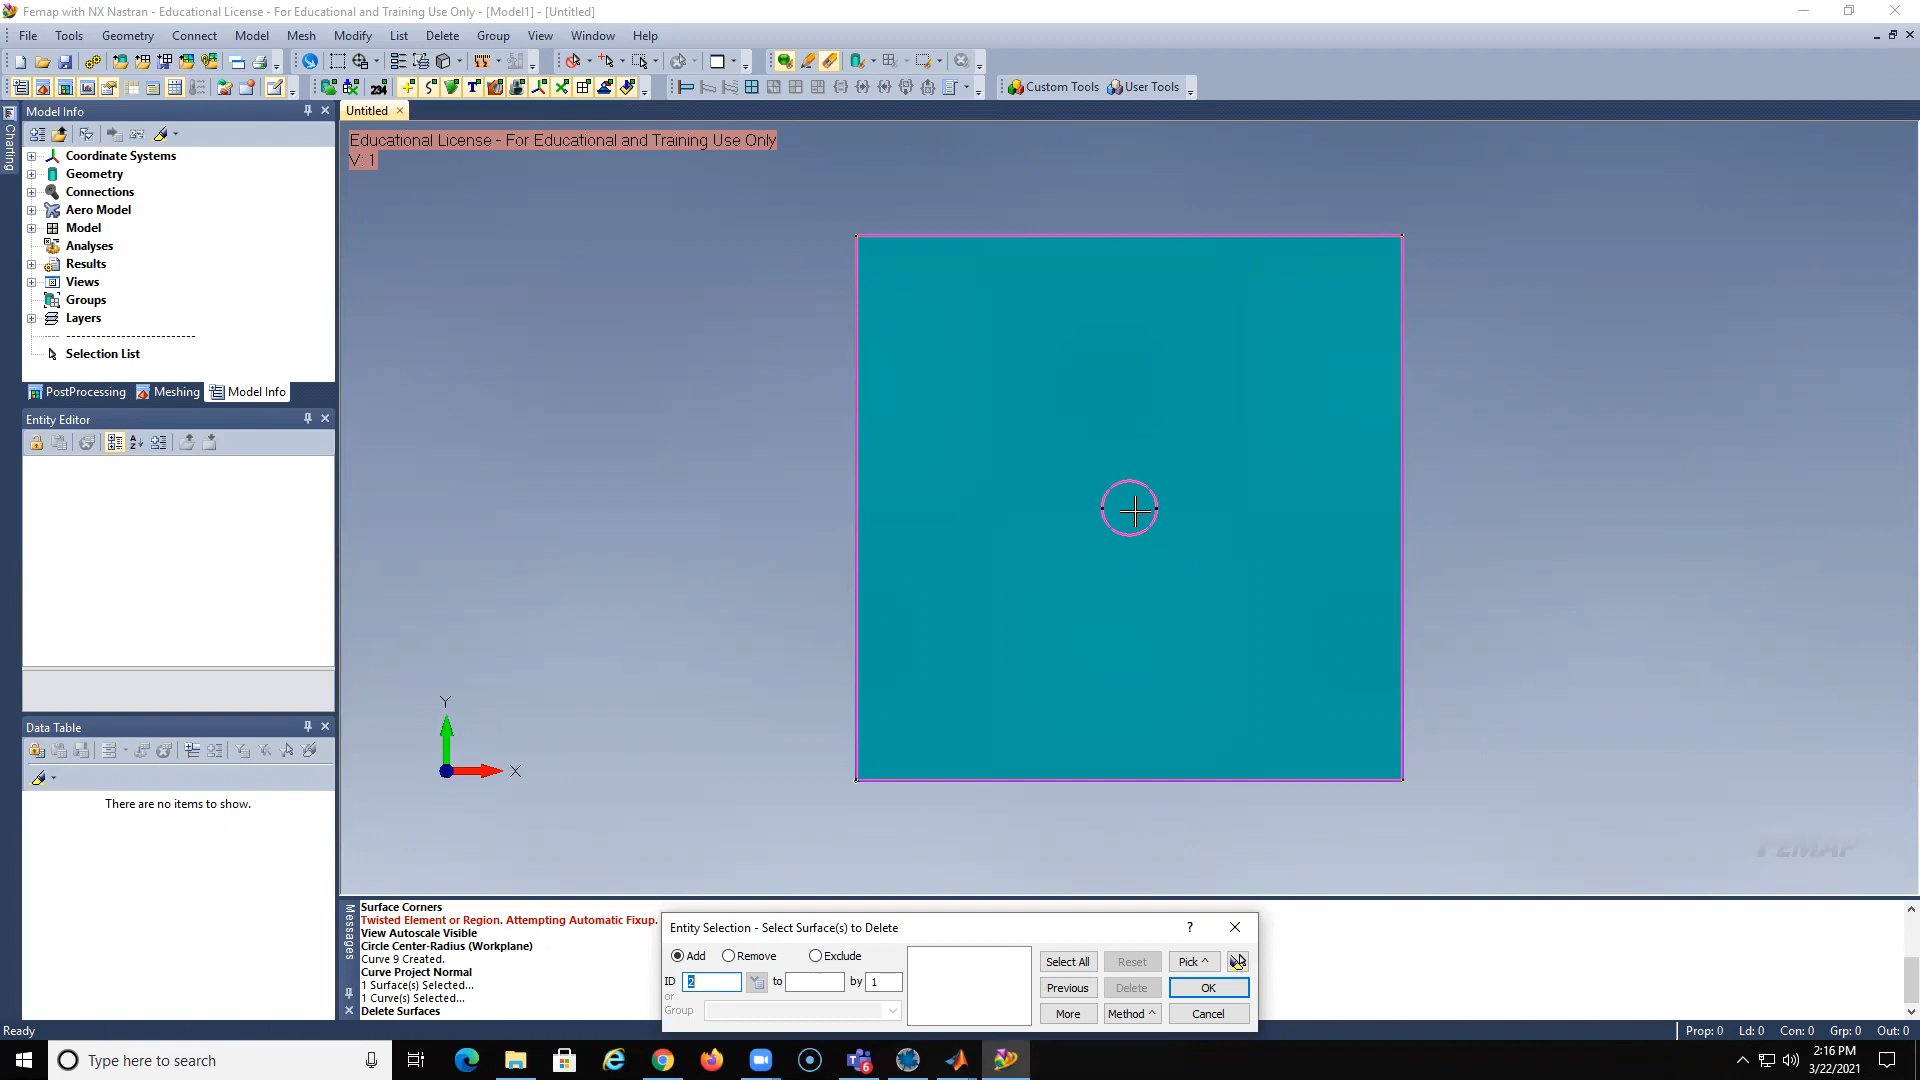 Femap with NX Nastran - Educational License - For Educational and Training Use Only - [Model1] - [Untitled]
File Tools Geometry Connect Model Mesh Modify List Delete Group View Window Help
234
Custom Tools User Tools
Charting
Model Info
Untitled
Educational License - For Educational and Training Use Only
V: 1
Coordinate Systems
Geometry
Connections
Aero Model
Model
Analyses
Results
Views
Groups
Layers
Selection List
PostProcessing Meshing Model Info
Entity Editor
Data Table
There are no items to show.
Y
X
FEMAP
Messages
Surface Corners
Twisted Element or Region. Attempting Automatic Fixup.
View Autoscale Visible
Circle Center-Radius (Workplane)
Curve 9 Created.
Curve Project Normal
1 Surface(s) Selected...
1 Curve(s) Selected...
Delete Surfaces
Entity Selection - Select Surface(s) to Delete
Add Remove Exclude
ID 2 to by 1
or
Group
Select All Reset Pick ^
Previous Delete OK
More Method ^ Cancel
Ready
Prop: 0 Ld: 0 Con: 0 Grp: 0 Out: 0
Type here to search
2:16 PM
3/22/2021